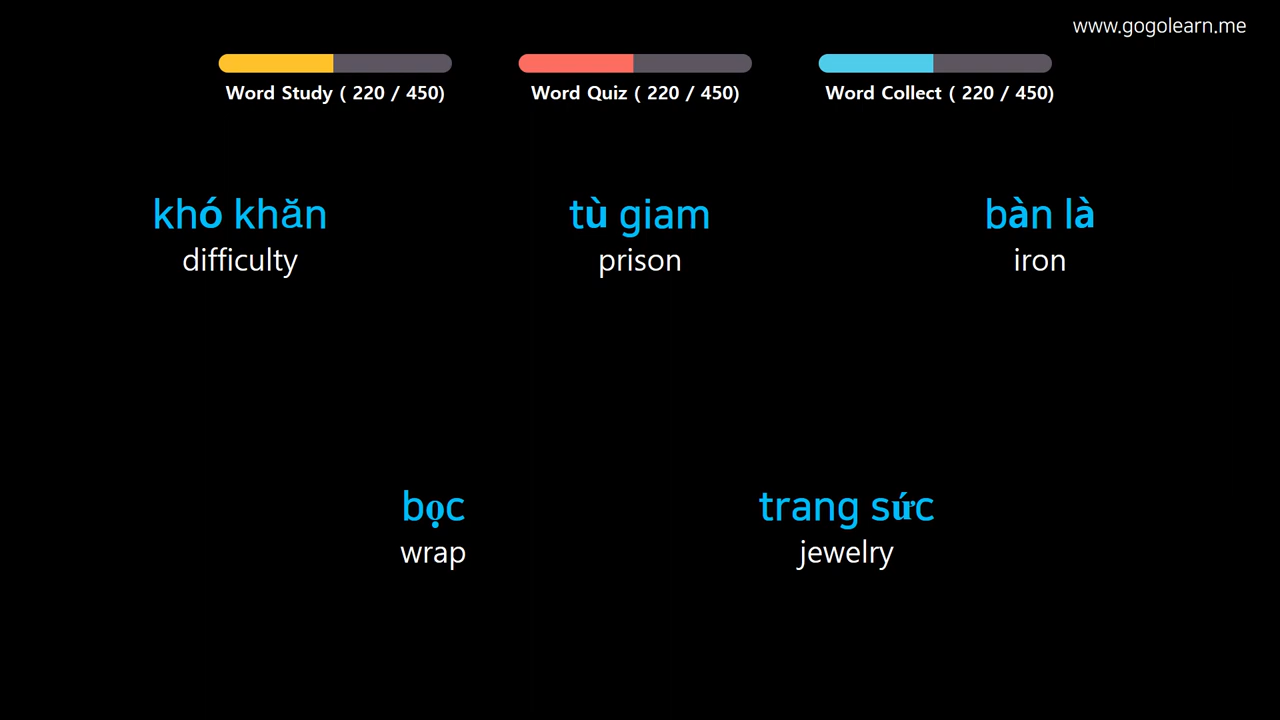 www.gogolearn.me
Word Study ( 220 / 450)
Word Quiz ( 220 / 450)
Word Collect ( 220 / 450)
khó khăn
difficulty
tù giam
prison
bàn là
iron
bọc
wrap
trang sức
jewelry